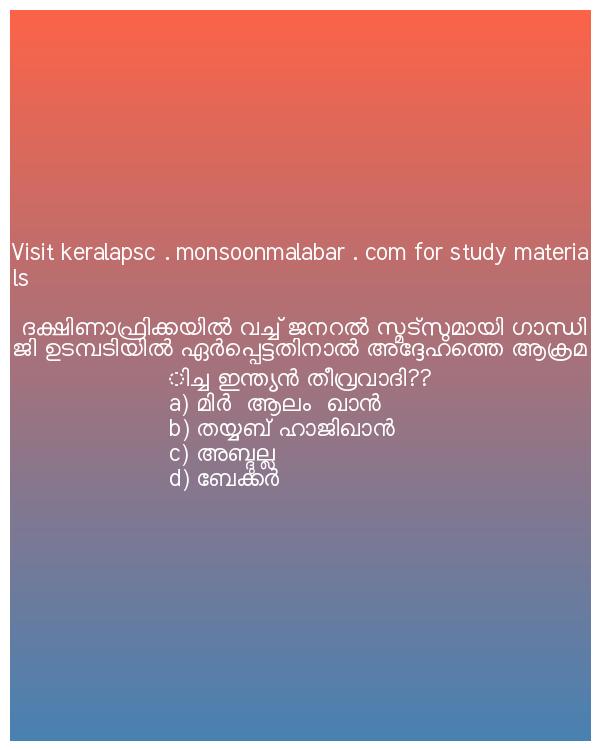 Visit keralapsc . monsoonmalabar . com for study materia
ls
ദക്ഷിണാഫ്രിക്കയിൽ വച്ച് ജനറൽ സ്മട്സുമായി ഗാന്ധി
ജി ഉടമ്പടിയിൽ ഏർപ്പെട്ടതിനാൽ അദ്ദേഹത്തെ ആക്രമ
ിച്ച ഇന്ത്യൻ തീവ്രവാദി??
a) മിർ ആലം ഖാൻ
b) തയ്യബ് ഹാജിഖാൻ
c) അബ്ദുല്ല
d) ബേക്കർ